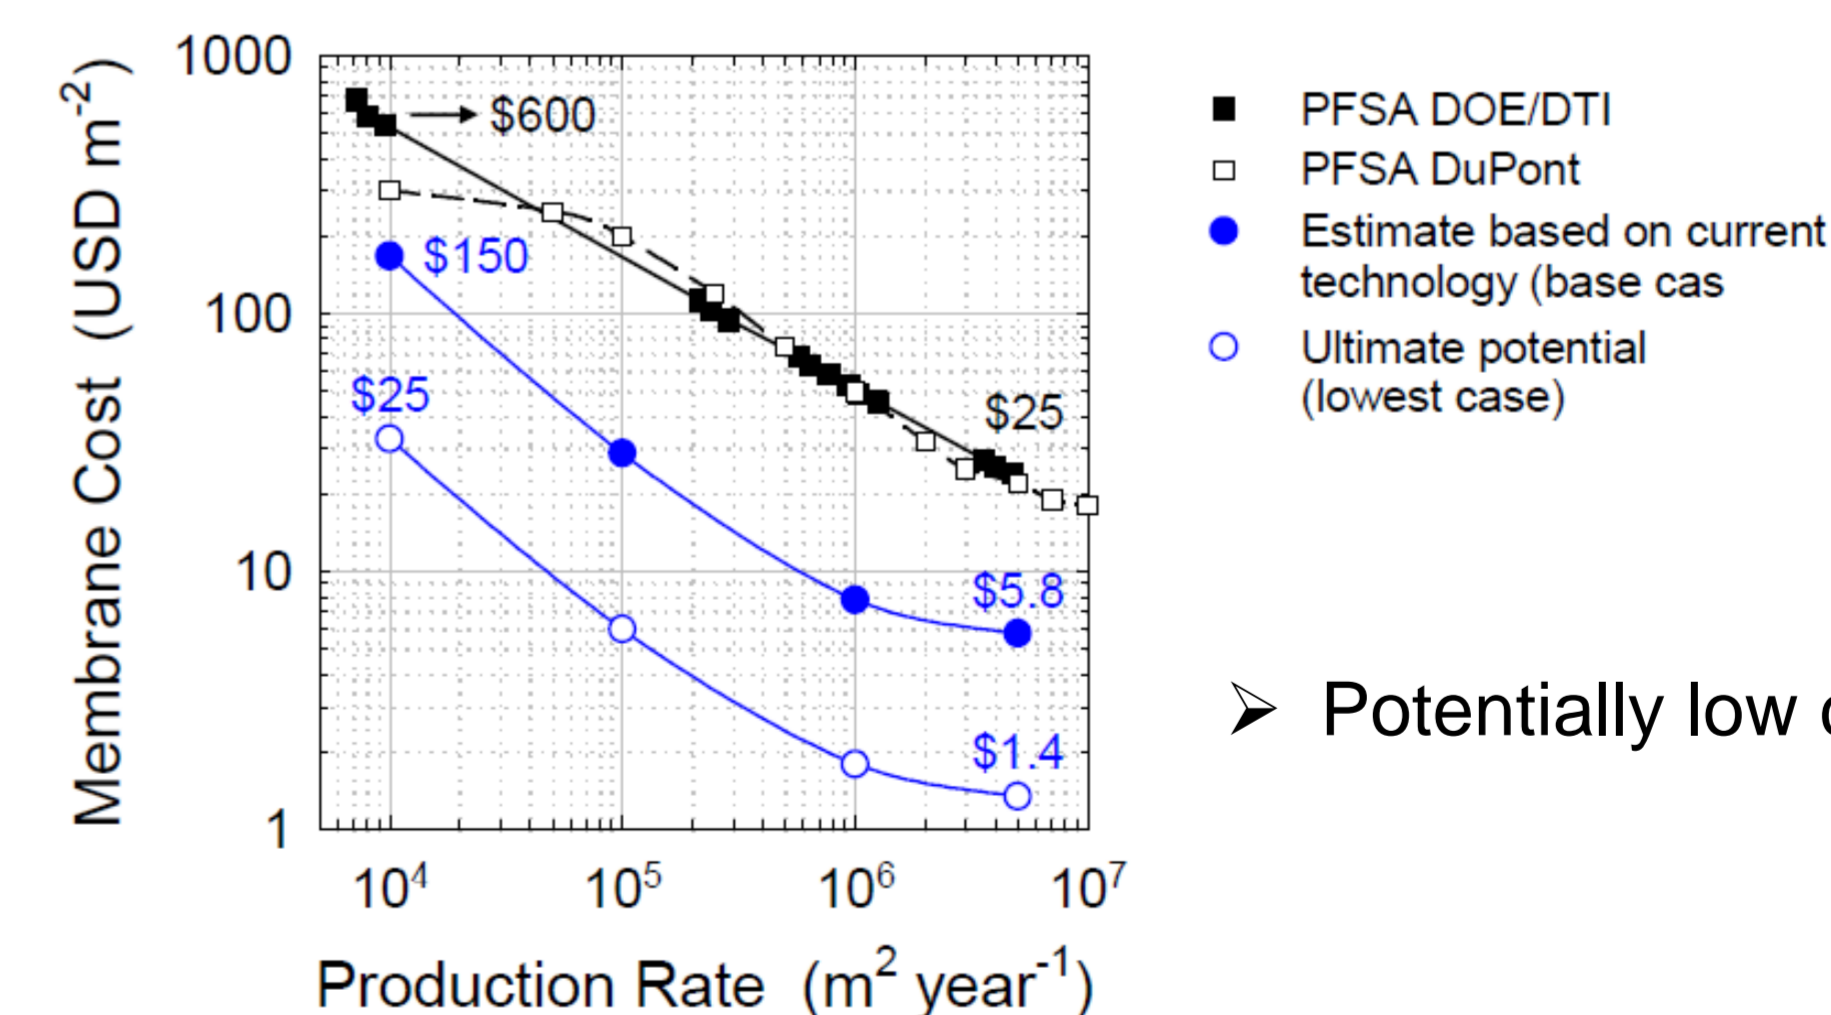 Membrane Cost (USD m⁻²)
1000
100
10
1
$600
$150
$25
$25
$5.8
$1.4
10⁴
10⁵
10⁶
10⁷
Production Rate (m² year⁻¹)
PFSA DOE/DTI
PFSA DuPont
Estimate based on current
technology (base cas
Ultimate potential
(lowest case)
➢ Potentially low